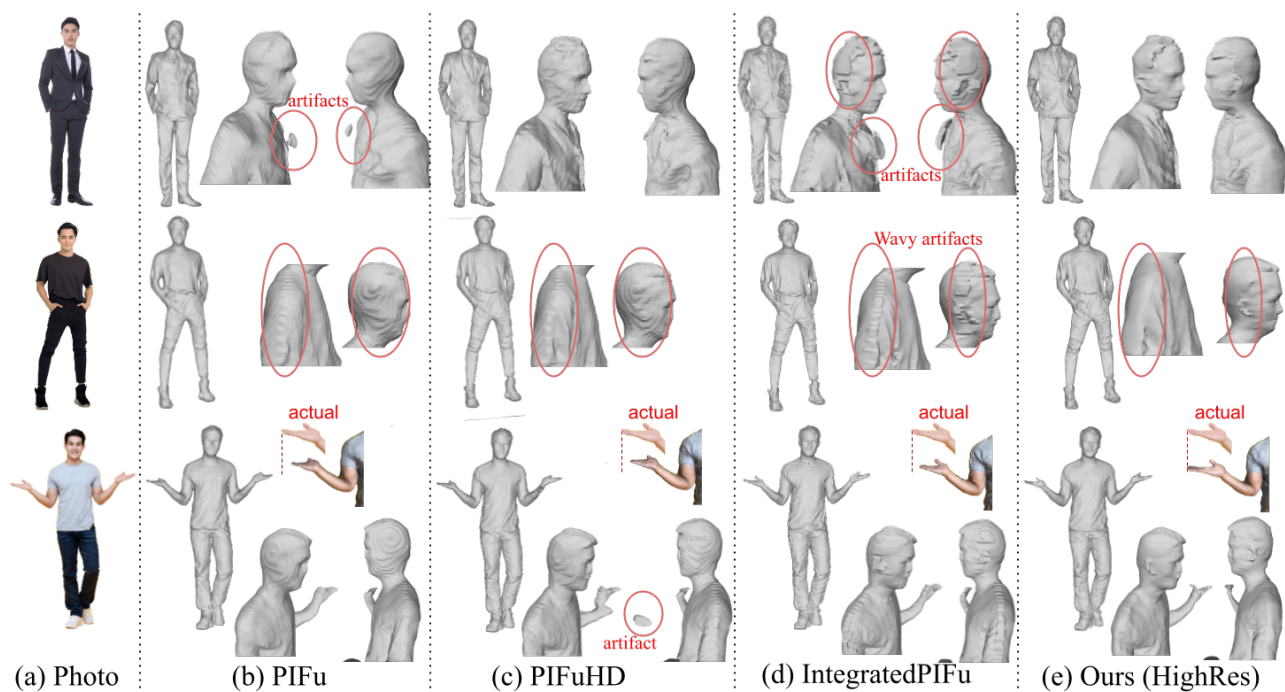 artifacts
artifacts
Wavy artifacts
actual
actual
actual
actual
artifact
(a) Photo
(b) PIFu
(c) PIFuHD
(d) IntegratedPIFu
(e) Ours (HighRes)